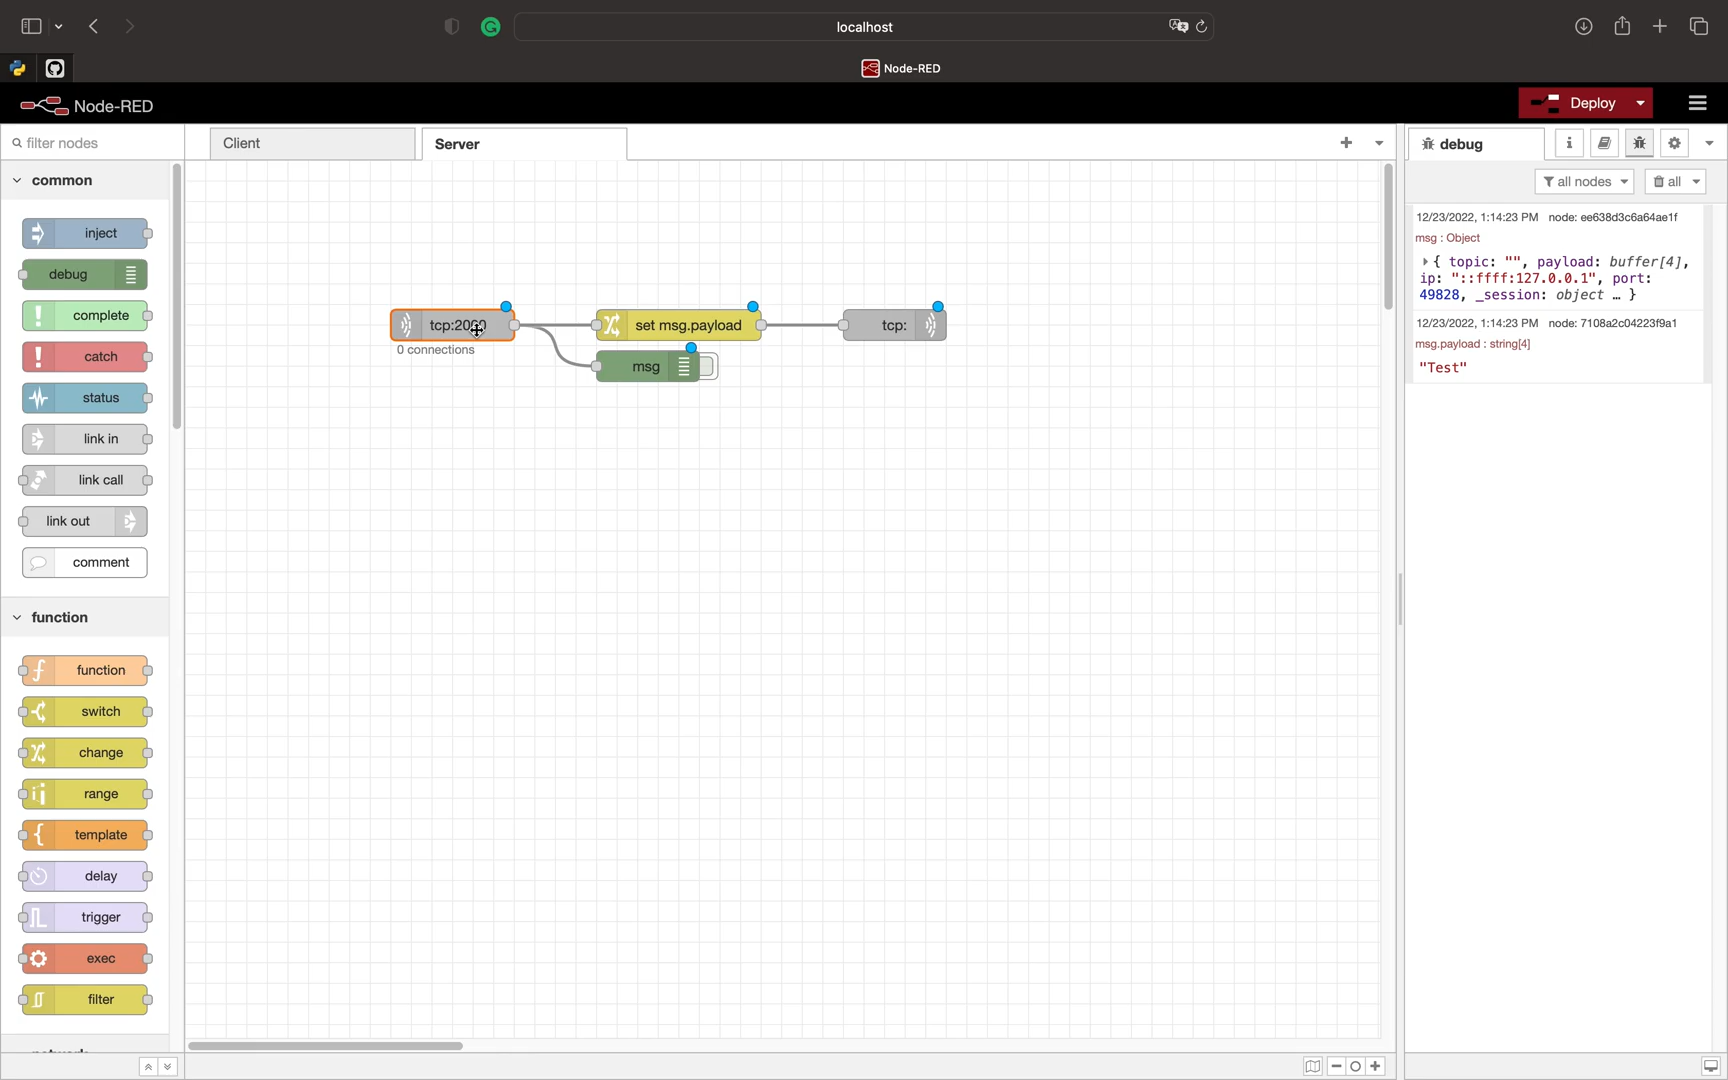 localhost
Node-RED
Node-RED
Deploy
filter nodes
Client
Server
debug
i
common
all nodes
all
inject
debug
complete
catch
status
link in
link call
link out
comment
function
function
switch
change
range
template
delay
trigger
exec
filter
set msg.payload
tcp:
0 connections
msg
12/23/2022, 1:14:23 PM node: ee638d3c6a64ae1f
msg : Object
{ topic: "", payload: buffer[4],
ip: "::ffff:127.0.0.1", port:
49828, _session: object … }
12/23/2022, 1:14:23 PM node: 7108a2c04223f9a1
msg.payload : string[4]
"Test"